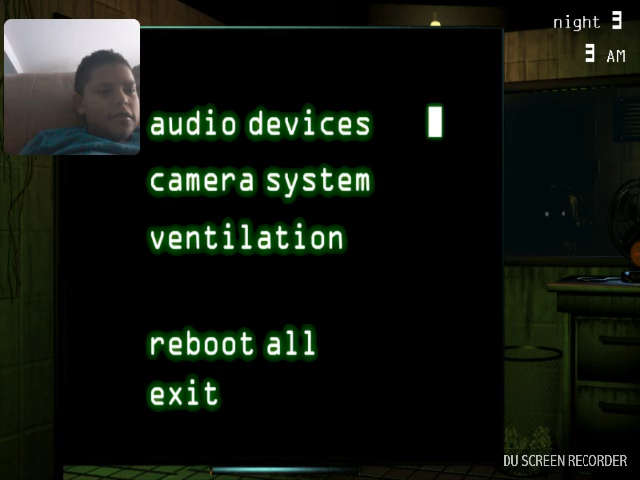 night 3
3 AM
audio devices
camera system
ventilation
reboot all
exit
DU SCREEN RECORDER